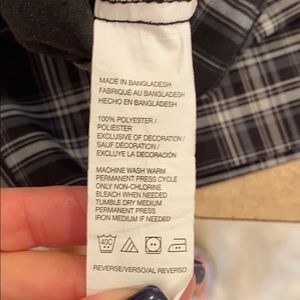 MADE IN BANGLADESH
FABRIQUÉ AU BANGLADESH
HECHO EN BANGLADESH
100% POLYESTER /
POLIÉSTER
EXCLUSIVE OF DECORATION /
SAUF DÉCORATION /
EXCLUYE LA DECORACIÓN
MACHINE WASH WARM
PERMANENT PRESS CYCLE
ONLY NON-CHLORINE
BLEACH WHEN NEEDED
TUMBLE DRY MEDIUM
PERMANENT PRESS
IRON MEDIUM IF NEEDED
40C
REVERSE/VERSO/AL REVERSO